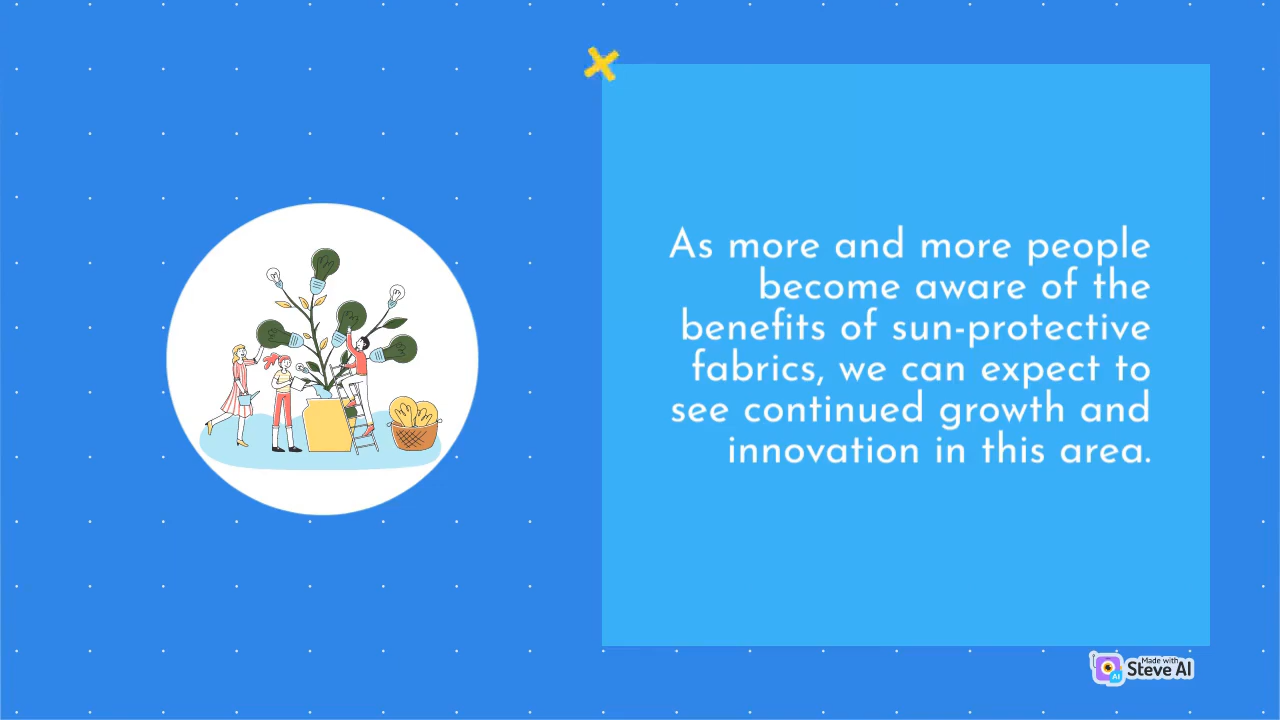 As more and more people
become aware of the
benefits of sun-protective
fabrics, we can expect to
see continued growth and
innovation in this area.
Made with
Steve AI
AI